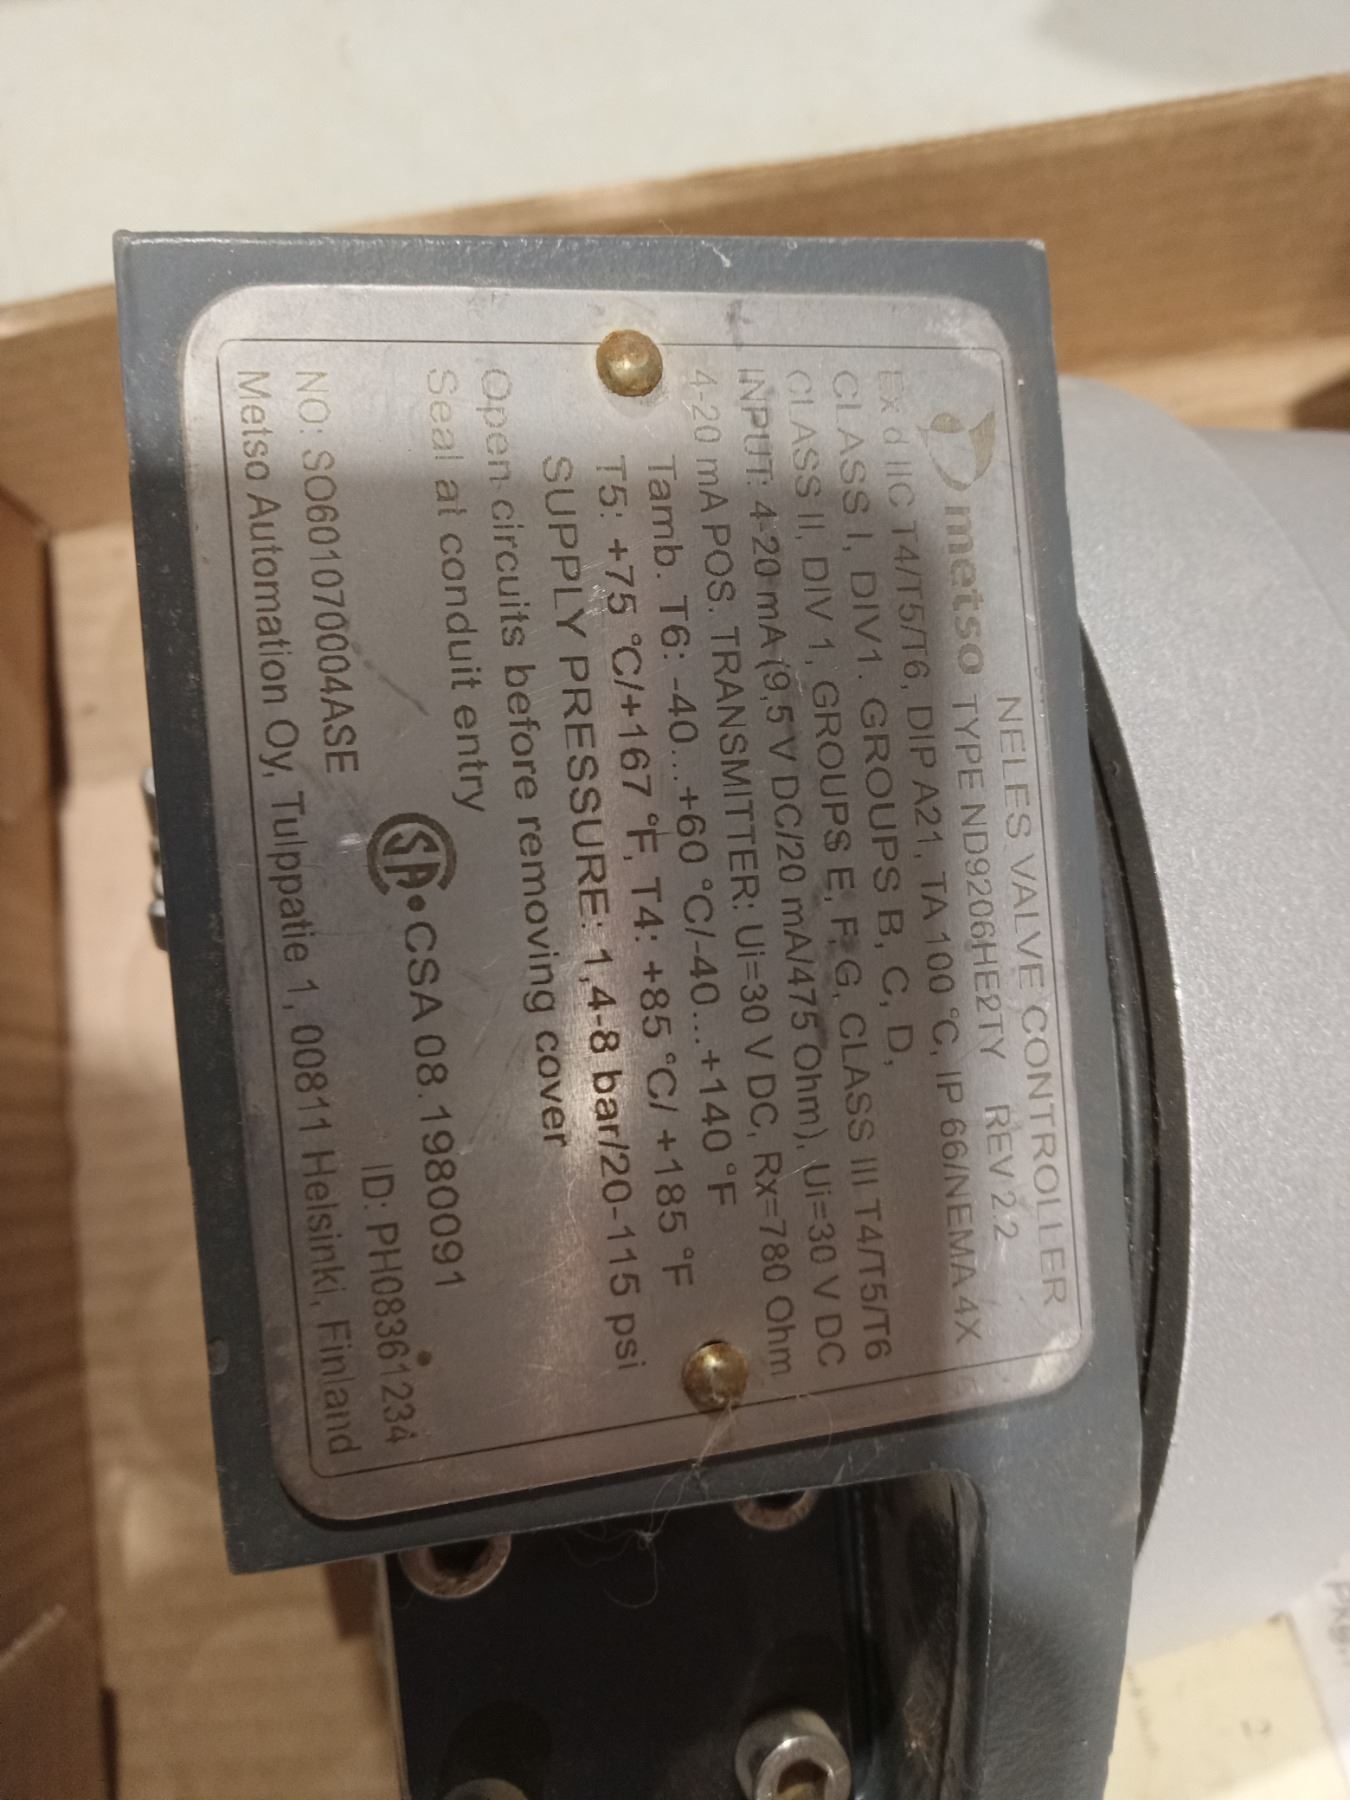 NELES VALVE CONTROLLER
metso TYPE ND9206HE2TY REV 2.2
Ex d IIC T4/T5/T6, DIP A21, TA 100 °C, IP 66/NEMA 4X
CLASS I, DIV1. GROUPS B, C, D,
CLASS II, DIV 1, GROUPS E, F, G, CLASS III T4/T5/T6
INPUT: 4-20 mA (9,5 V DC/20 mA/475 Ohm), Ui=30 V DC
4-20 mA POS. TRANSMITTER: Ui=30 V DC, Rx=780 Ohm
Tamb. T6: -40...+60 °C/-40...+140 °F
T5: +75 °C/+167 °F, T4: +85 °C/ +185 °F
SUPPLY PRESSURE: 1,4-8 bar/20-115 psi
Open circuits before removing cover
Seal at conduit entry
SA • CSA 08.1980091
NO: SO601070004ASE ID: PH08361234
Metso Automation Oy, Tulppatie 1, 00811 Helsinki, Finland